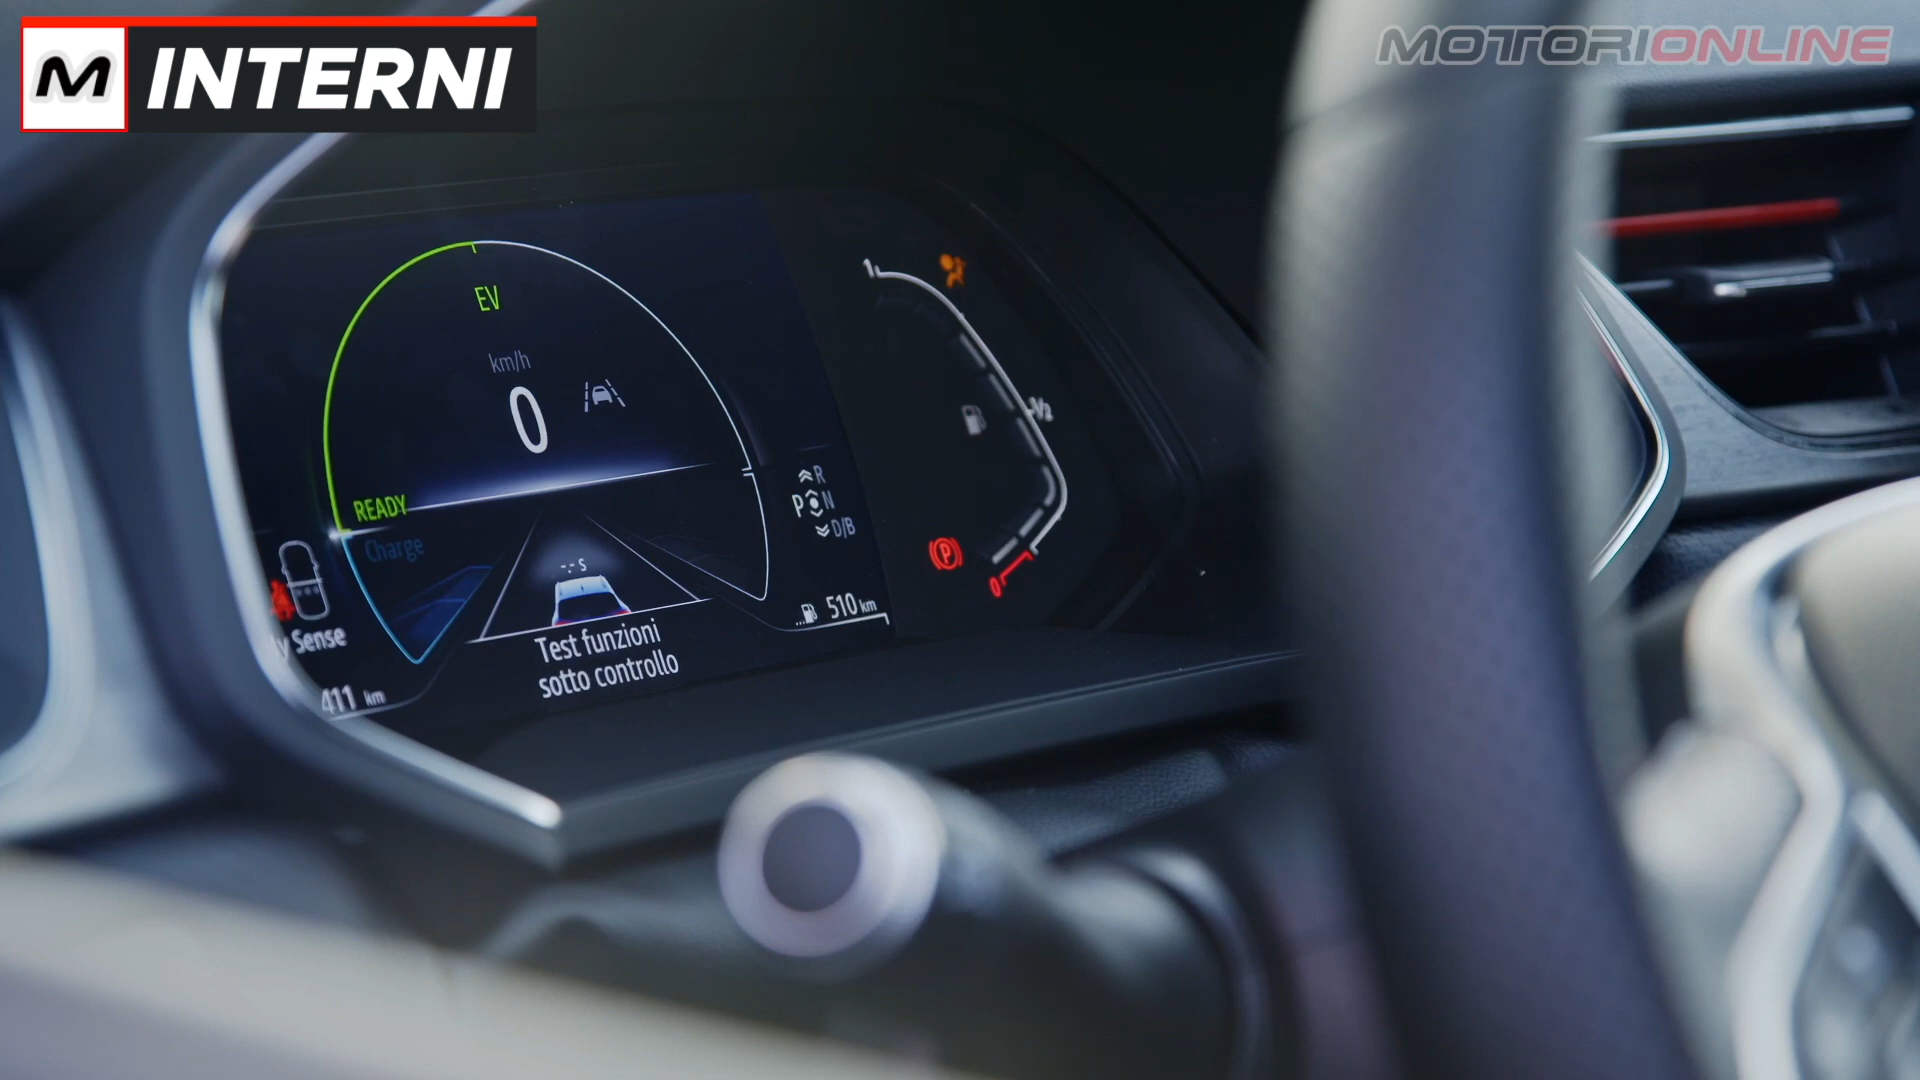 M INTERNI
MOTORIONLINE
EV
km/h
0
READY
Charge
-.- s
Test funzioni
sotto controllo
y Sense
411 km
R
P N
D/B
510 km
1
1/2
0
P